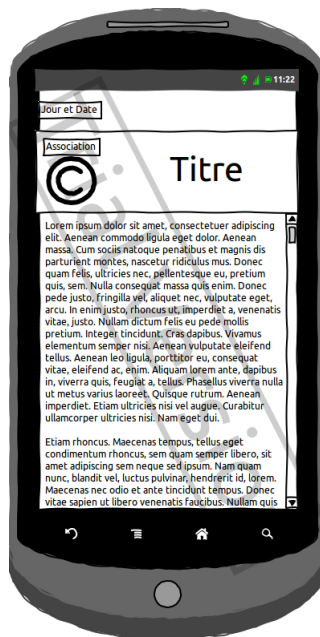 11:22
Jour et Date
Association
©
Titre
Lorem ipsum dolor sit amet, consectetuer adipiscing
elit. Aenean commodo ligula eget dolor. Aenean
massa. Cum sociis natoque penatibus et magnis dis
parturient montes, nascetur ridiculus mus. Donec
quam felis, ultricies nec, pellentesque eu, pretium
quis, sem. Nulla consequat massa quis enim. Donec
pede justo, fringilla vel, aliquet nec, vulputate eget,
arcu. In enim justo, rhoncus ut, imperdiet a, venenatis
vitae, justo. Nullam dictum felis eu pede mollis
pretium. Integer tincidunt. Cras dapibus. Vivamus
elementum semper nisi. Aenean vulputate eleifend
tellus. Aenean leo ligula, porttitor eu, consequat
vitae, eleifend ac, enim. Aliquam lorem ante, dapibus
in, viverra quis, feugiat a, tellus. Phasellus viverra nulla
ut metus varius laoreet. Quisque rutrum. Aenean
imperdiet. Etiam ultricies nisi vel augue. Curabitur
ullamcorper ultricies nisi. Nam eget dui.
Etiam rhoncus. Maecenas tempus, tellus eget
condimentum rhoncus, sem quam semper libero, sit
amet adipiscing sem neque sed ipsum. Nam quam
nunc, blandit vel, luctus pulvinar, hendrerit id, lorem.
Maecenas nec odio et ante tincidunt tempus. Donec
vitae sapien ut libero venenatis faucibus. Nullam quis